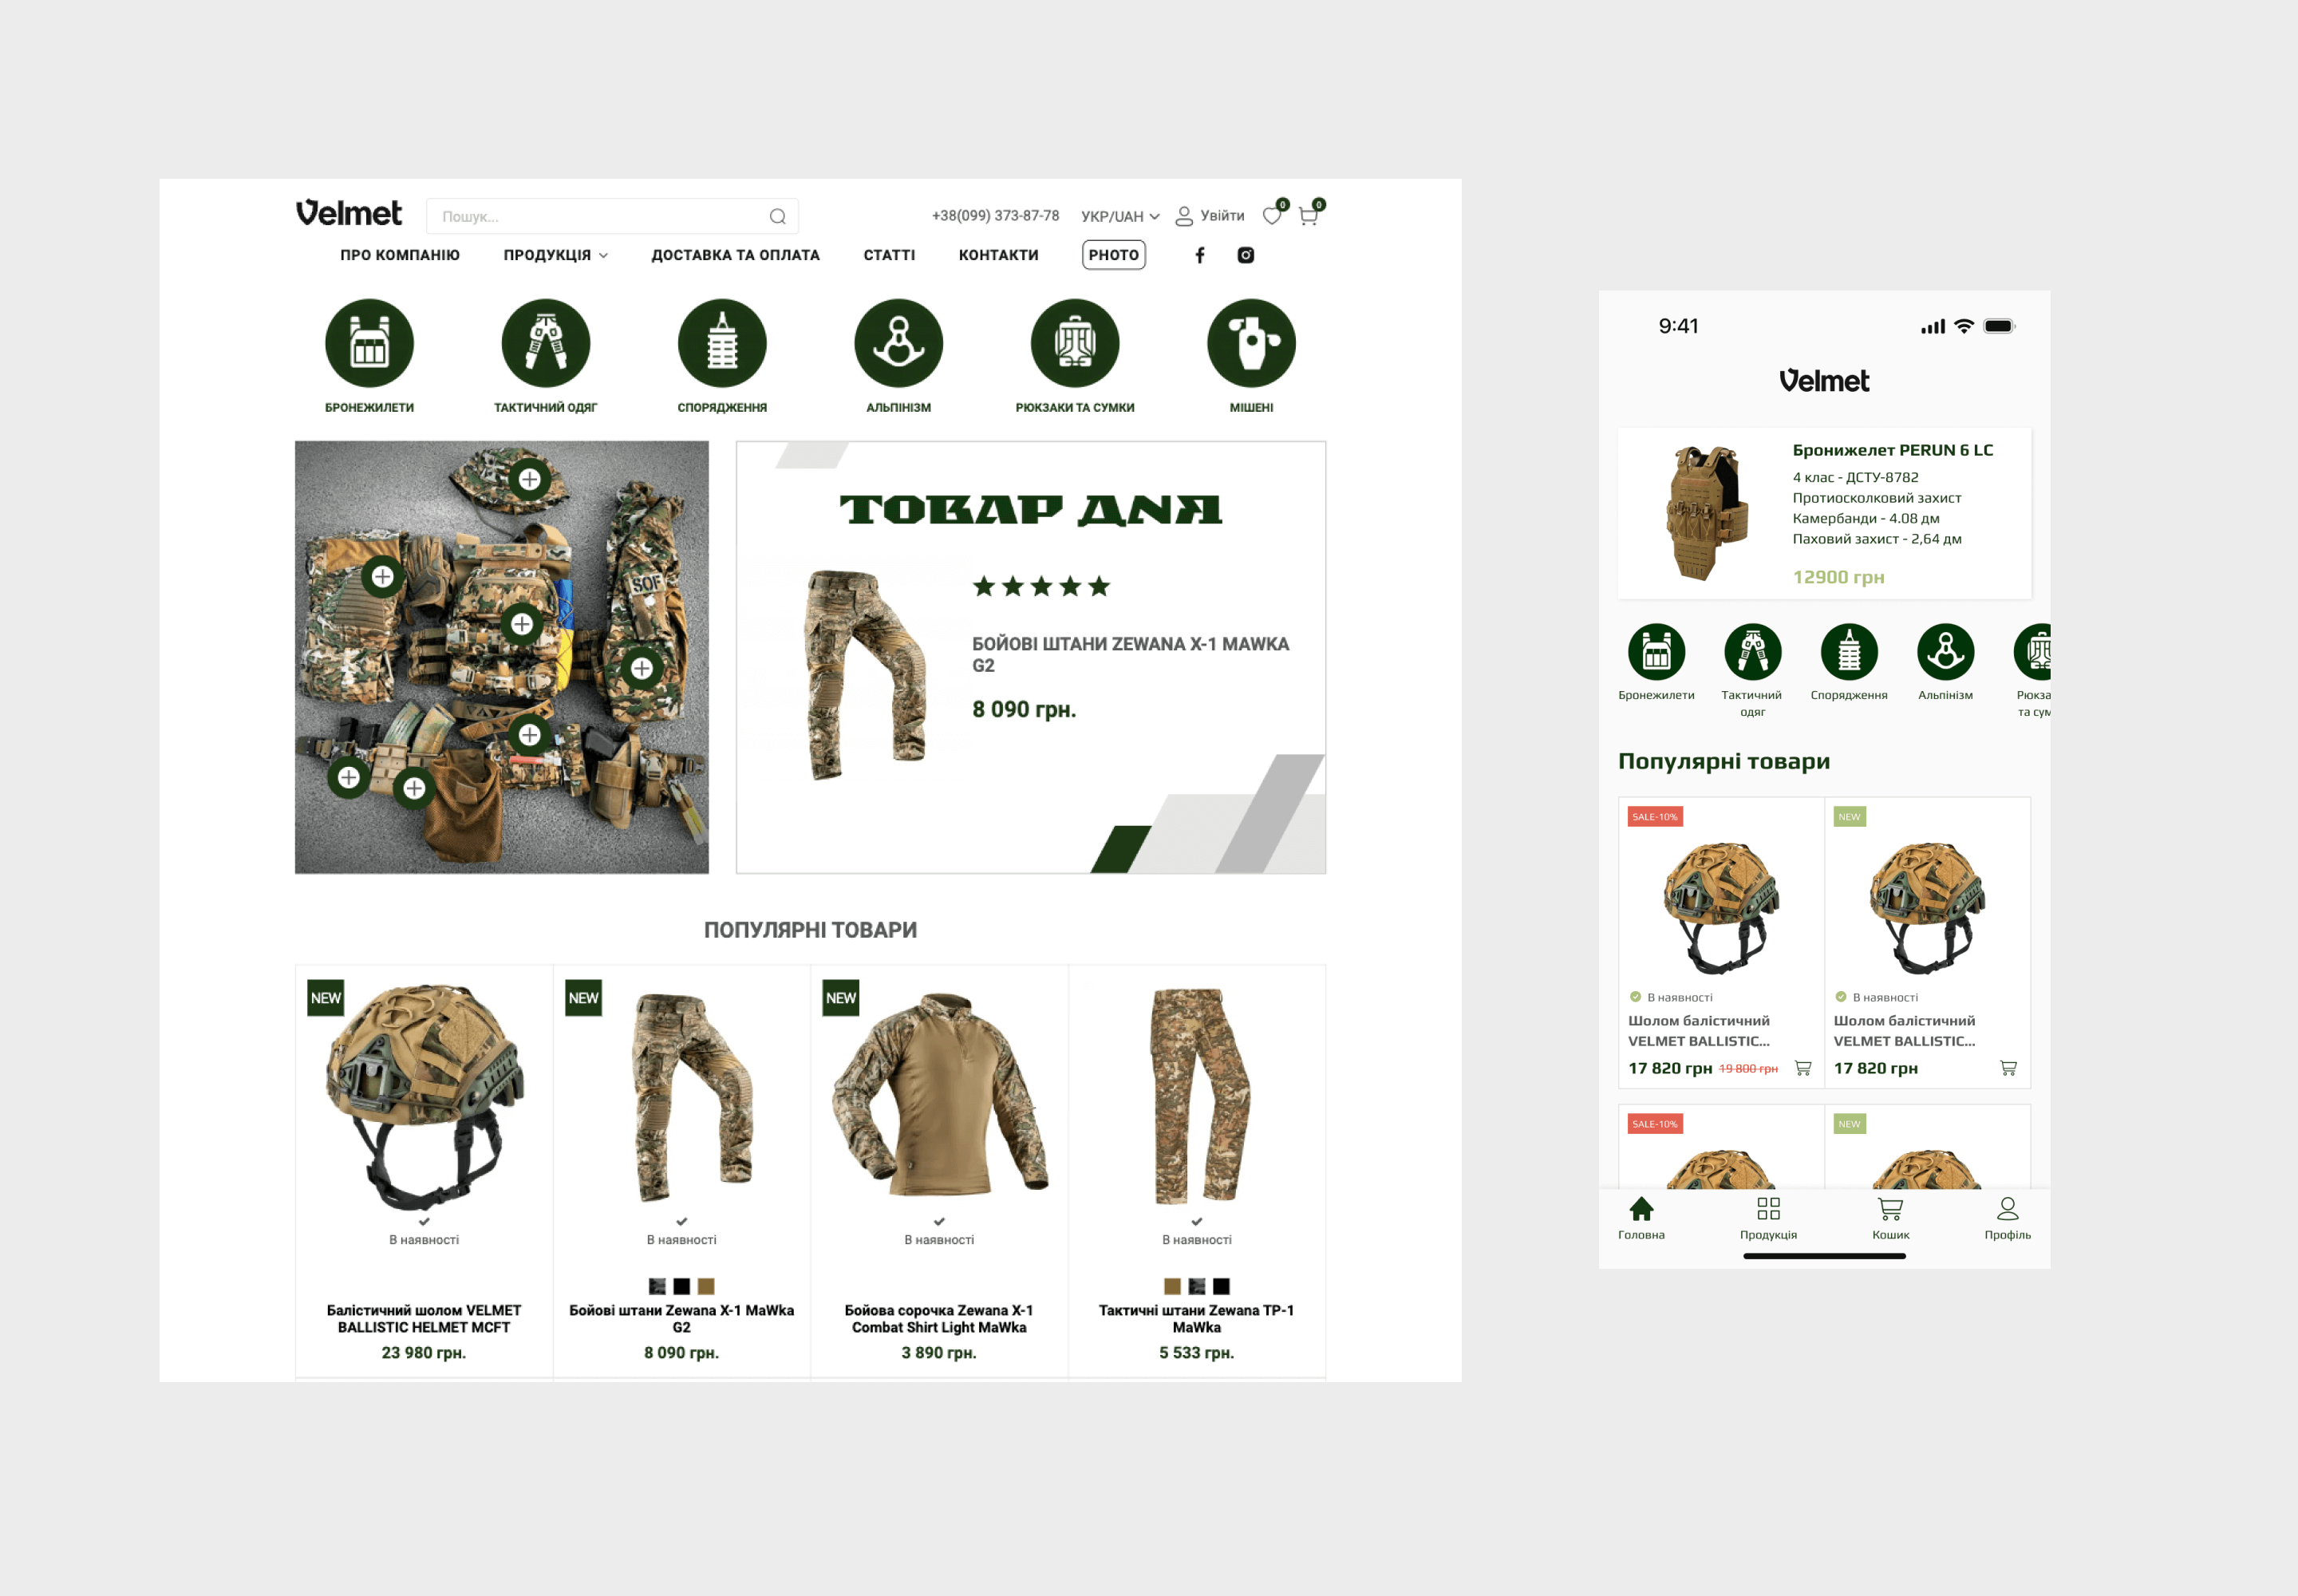 Velmet
Пошук...
+38(099) 373-87-78
УКР/UAH
Увійти
0
0
ПРО КОМПАНІЮ
ПРОДУКЦІЯ
ДОСТАВКА ТА ОПЛАТА
СТАТТІ
КОНТАКТИ
PHOTO
БРОНЕЖИЛЕТИ
ТАКТИЧНИЙ ОДЯГ
СПОРЯДЖЕННЯ
АЛЬПІНІЗМ
РЮКЗАКИ ТА СУМКИ
МІШЕНІ
SOF
ТОВАР ДНЯ
БОЙОВІ ШТАНИ ZEWANA X-1 MAWKA
G2
8 090 грн.
ПОПУЛЯРНІ ТОВАРИ
NEW
В наявності
Балістичний шолом VELMET
BALLISTIC HELMET MCFT
23 980 грн.
NEW
В наявності
Бойові штани Zewana X-1 MaWka
G2
8 090 грн.
NEW
В наявності
Бойова сорочка Zewana X-1
Combat Shirt Light MaWka
3 890 грн.
В наявності
Тактичні штани Zewana TP-1
MaWka
5 533 грн.
9:41
Velmet
Бронижелет PERUN 6 LC
4 клас - ДСТУ-8782
Протиосколковий захист
Камербанди - 4.08 дм
Паховий захист - 2,64 дм
12900 грн
Бронежилети
Тактичний
одяг
Спорядження
Альпінізм
Рюкза
та сум
Популярні товари
SALE-10%
В наявності
Шолом балістичний
VELMET BALLISTIC...
17 820 грн 19 800 грн
NEW
В наявності
Шолом балістичний
VELMET BALLISTIC...
17 820 грн
SALE-10%
NEW
Головна
Продукція
Кошик
Профіль